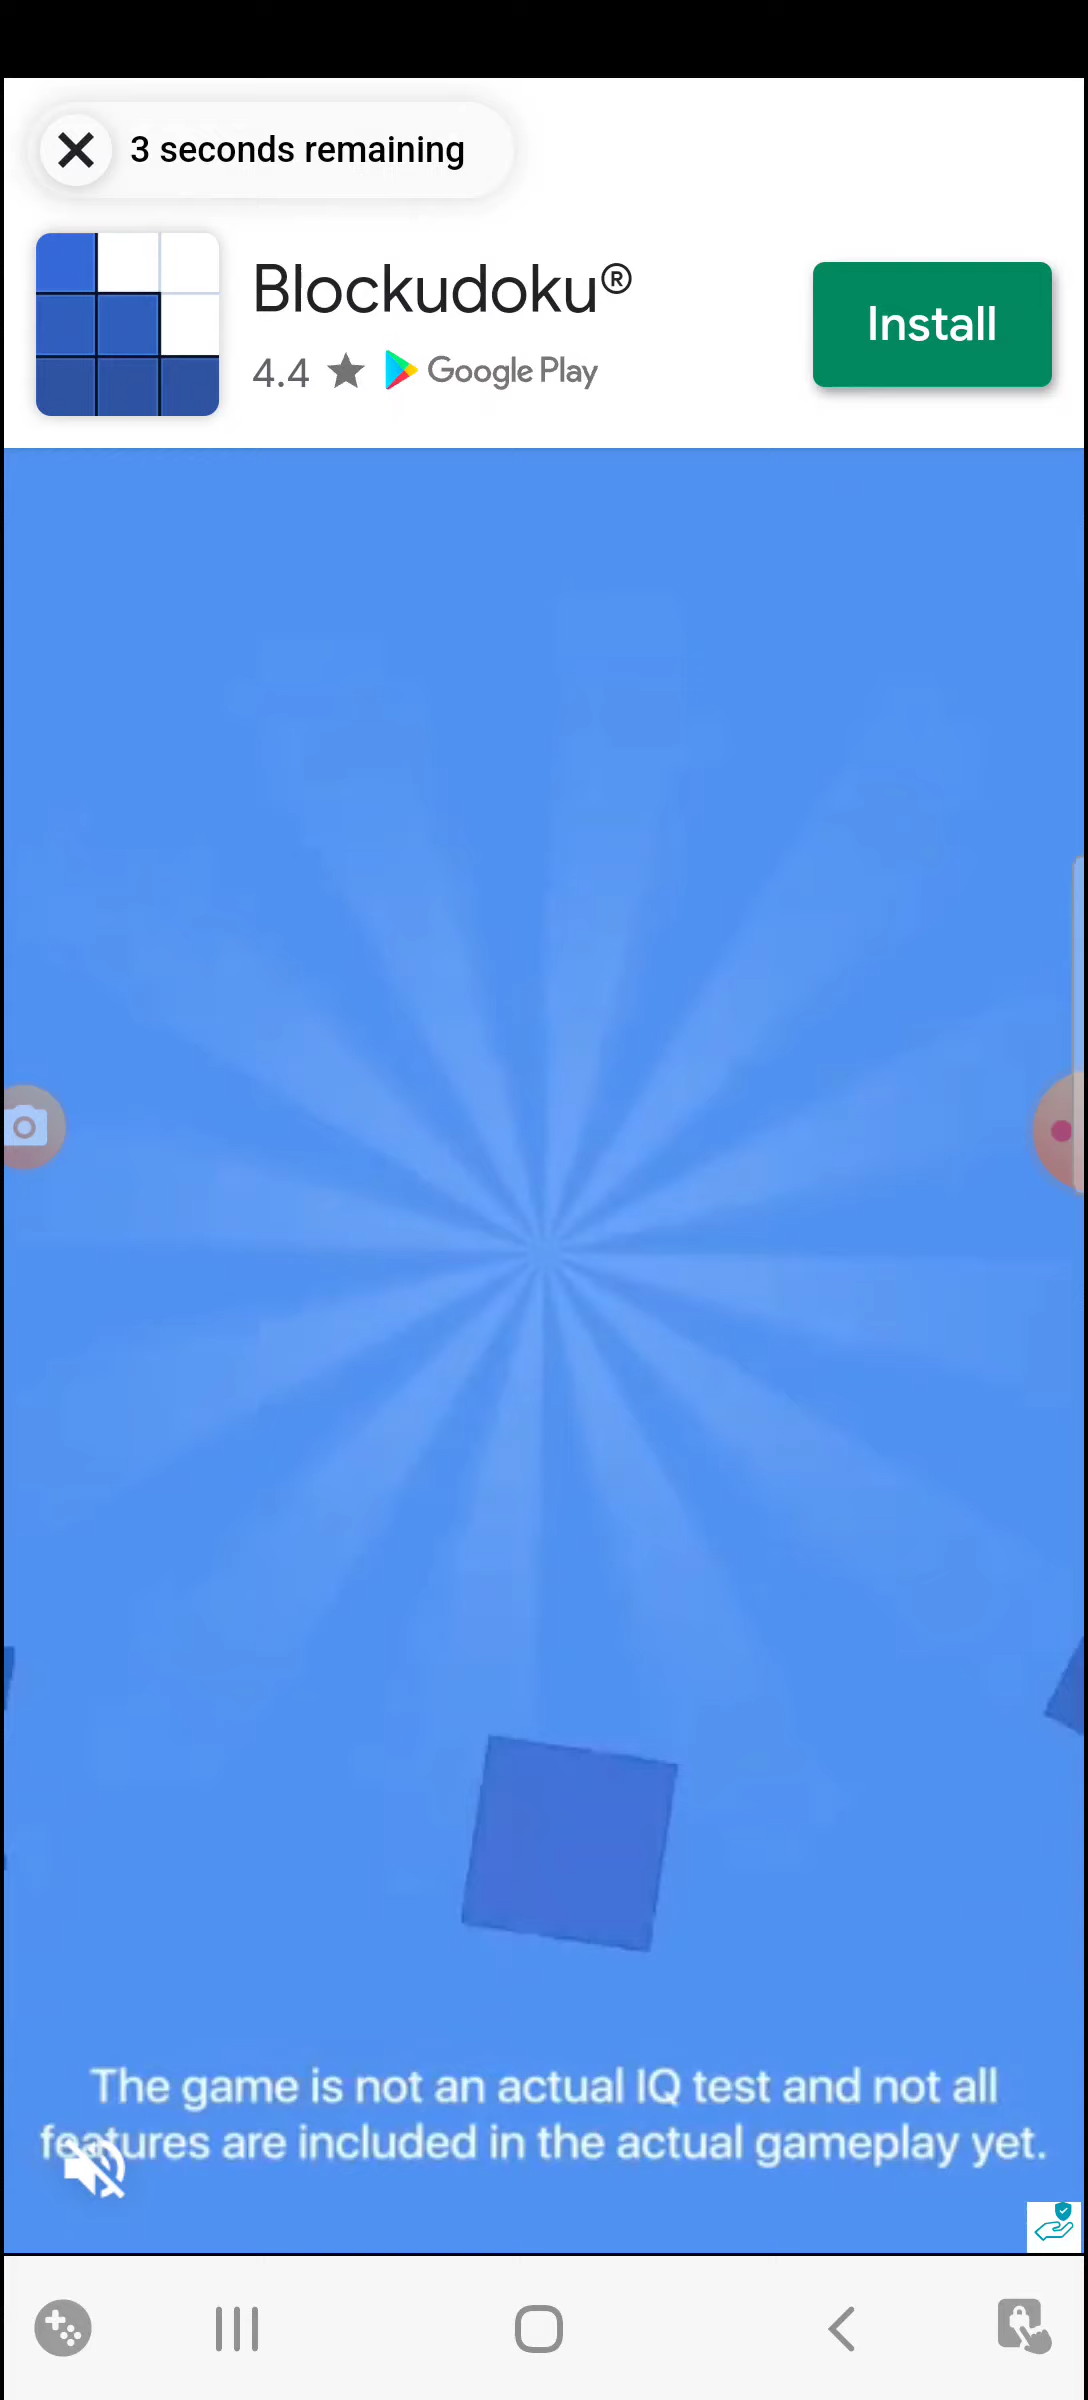 3 seconds remaining
Blockudoku®
Install
4.4 ★ Google Play
The game is not an actual IQ test and not all
features are included in the actual gameplay yet.